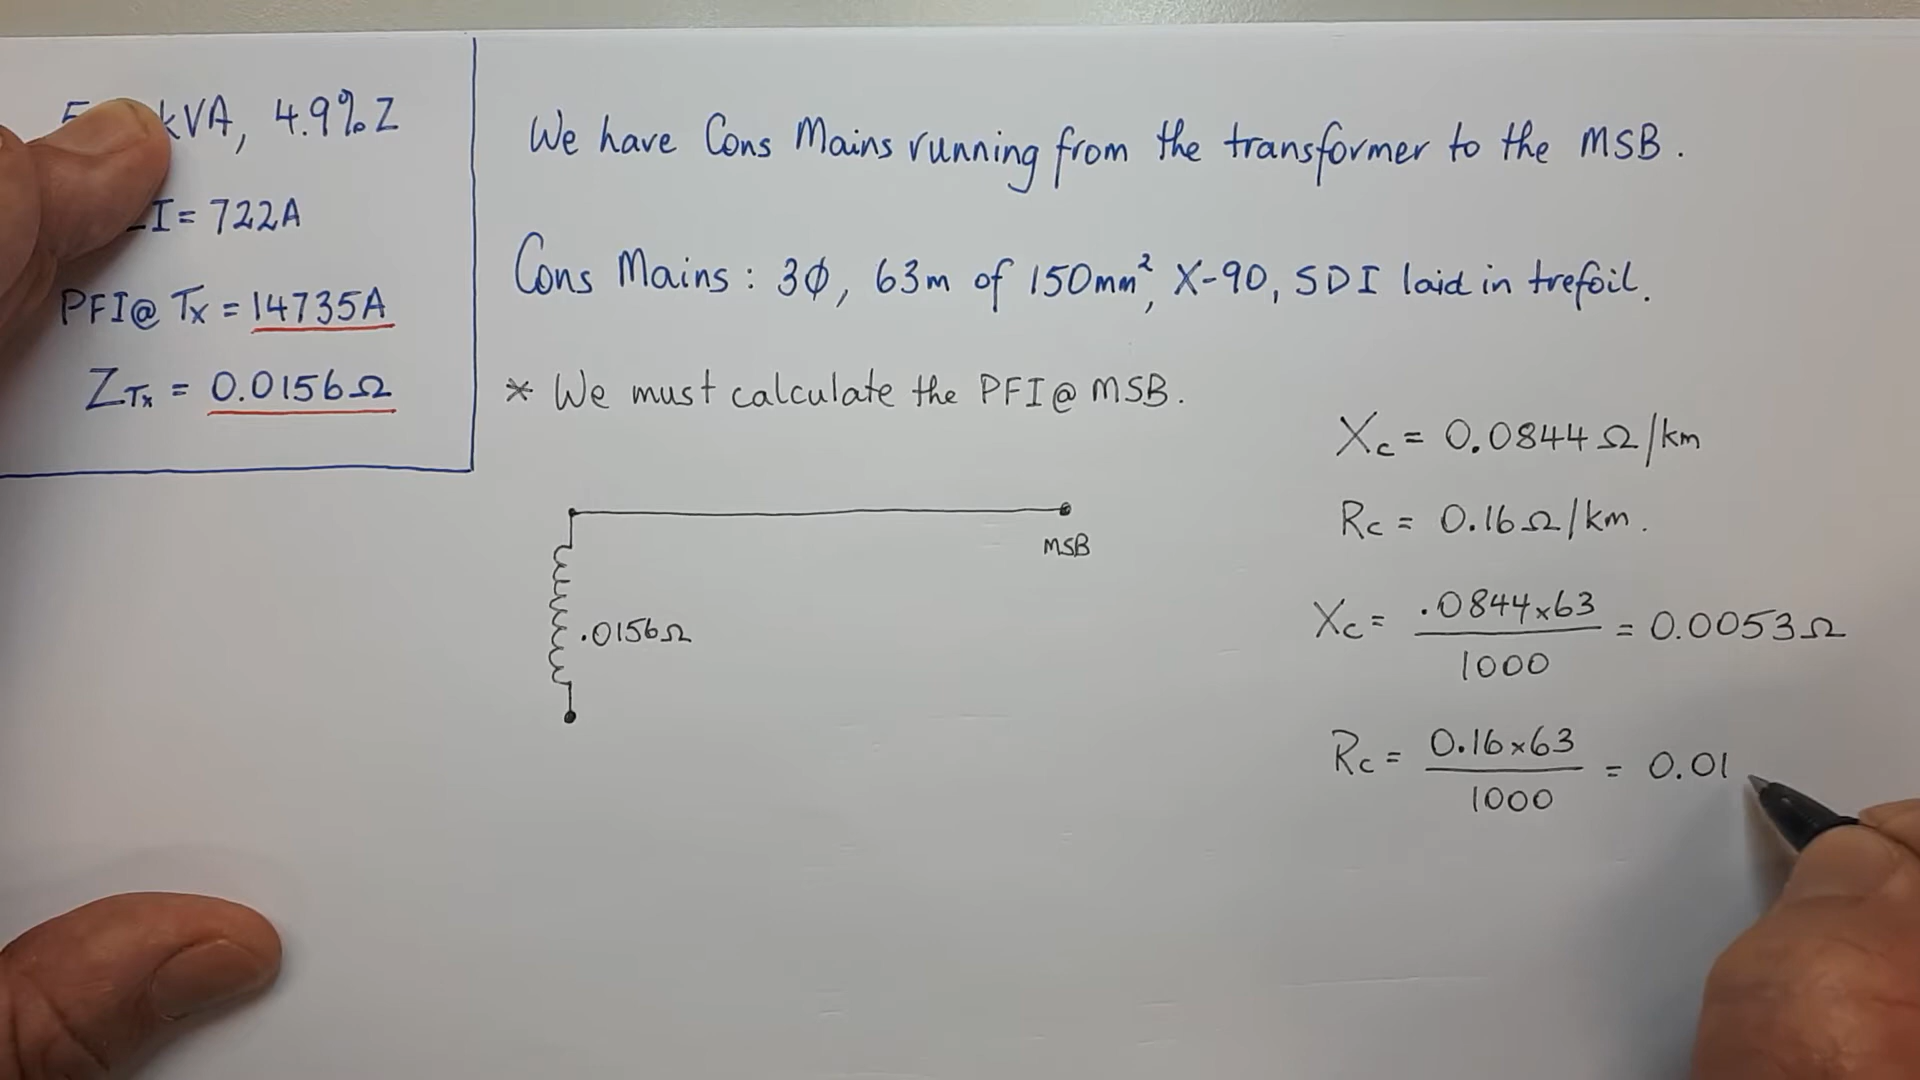 kVA, 4.9% Z
I = 722A
PFI@ Tx = 14735A
ZTx = 0.0156Ω
We have Cons Mains running from the transformer to the MSB.
Cons Mains : 3Ø, 63m of 150mm², X-90, SDI laid in trefoil.
* We must calculate the PFI@ MSB.
MSB
.0156Ω
Xc = 0.0844 Ω/km
Rc = 0.16 Ω/km.
Xc = .0844 x 63 / 1000 = 0.0053 Ω
Rc = 0.16 x 63 / 1000 = 0.01